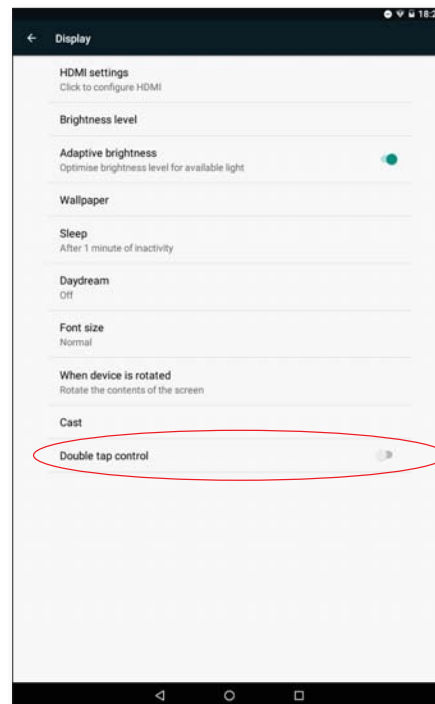 18:2
Display
HDMI settings
Click to configure HDMI
Brightness level
Adaptive brightness
Optimise brightness level for available light
Wallpaper
Sleep
After 1 minute of inactivity
Daydream
Off
Font size
Normal
When device is rotated
Rotate the contents of the screen
Cast
Double tap control